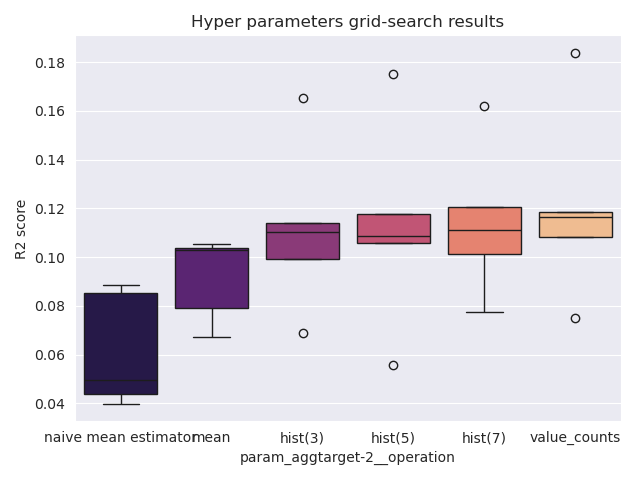 Hyper parameters grid-search results
R2 score
0.18
0.16
0.14
0.12
0.10
0.08
0.06
0.04
naive mean estimator mean hist(3) hist(5) hist(7) value_counts
param_aggtarget-2__operation